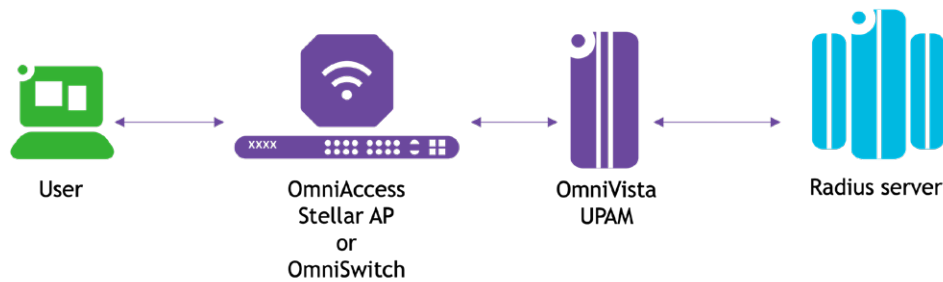 XXXX
User
OmniAccess
Stellar AP
or
OmniSwitch
OmniVista
UPAM
Radius server